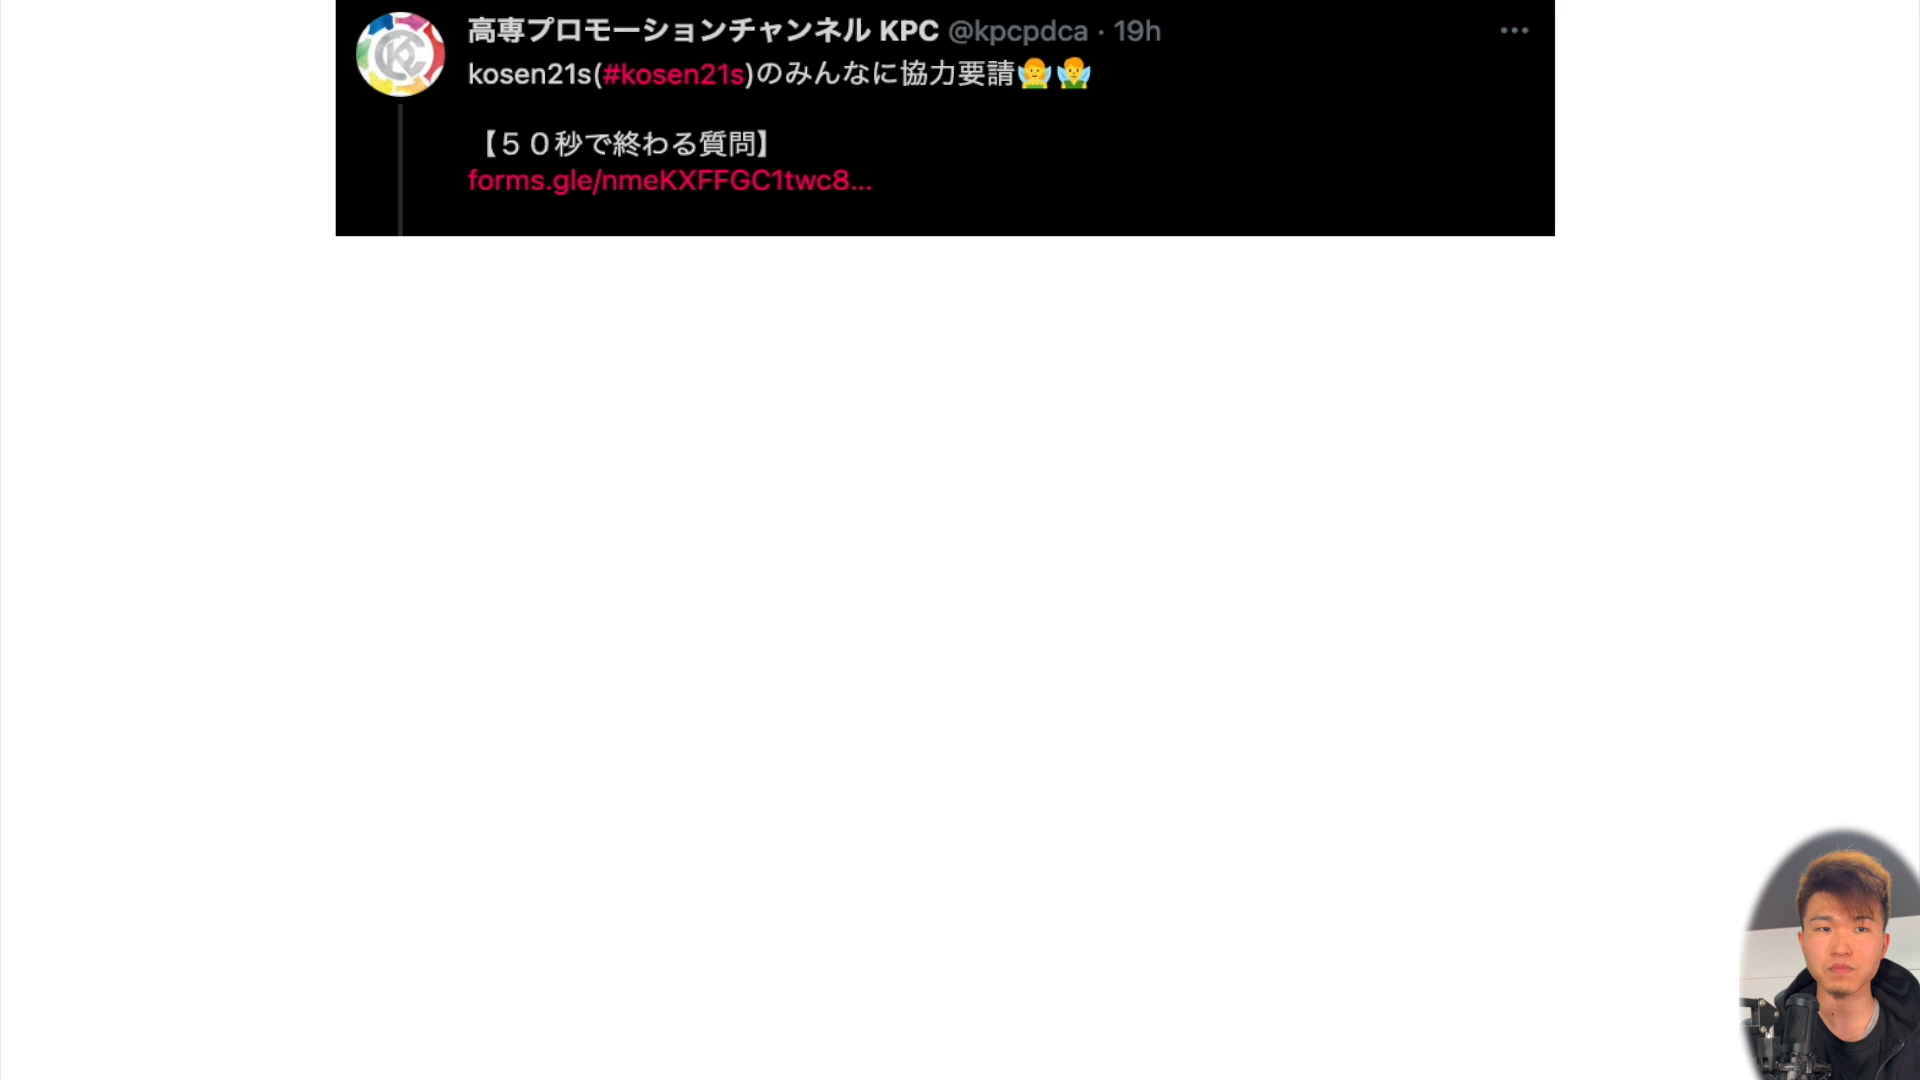 高専プロモーションチャンネル KPC @kpcpdca · 19h
kosen21s(#kosen21s)のみんなに協力要請🧚🧚‍♂️
【５０秒で終わる質問】
forms.gle/nmeKXFFGC1twc8...